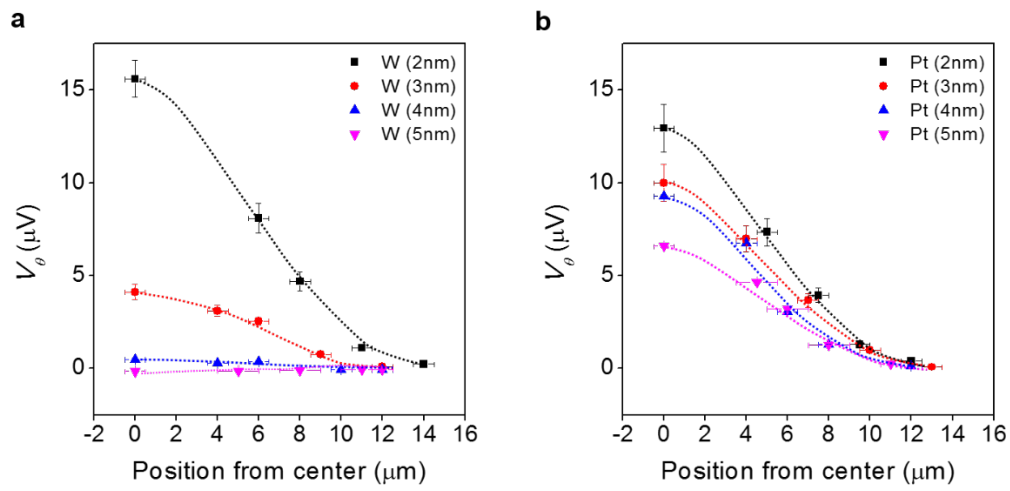 a
W (2nm)
W (3nm)
W (4nm)
W (5nm)
15
10
5
0
V_θ (μV)
-2 0 2 4 6 8 10 12 14 16
Position from center (μm)
b
Pt (2nm)
Pt (3nm)
Pt (4nm)
Pt (5nm)
15
10
5
0
V_θ (μV)
-2 0 2 4 6 8 10 12 14 16
Position from center (μm)